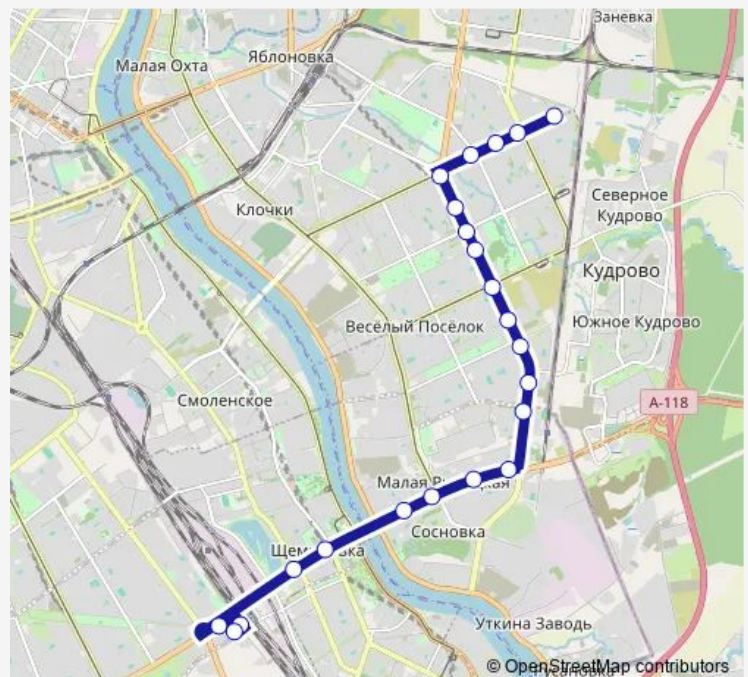 Заневка
Яблоновка
Малая Охта
Северное
Кудрово
Клочки
Кудрово
Южное Кудрово
Весёлый Посёлок
Смоленское
А-118
Малая
Сосновка
Уткина Заводь
© OpenStreetMap contributors